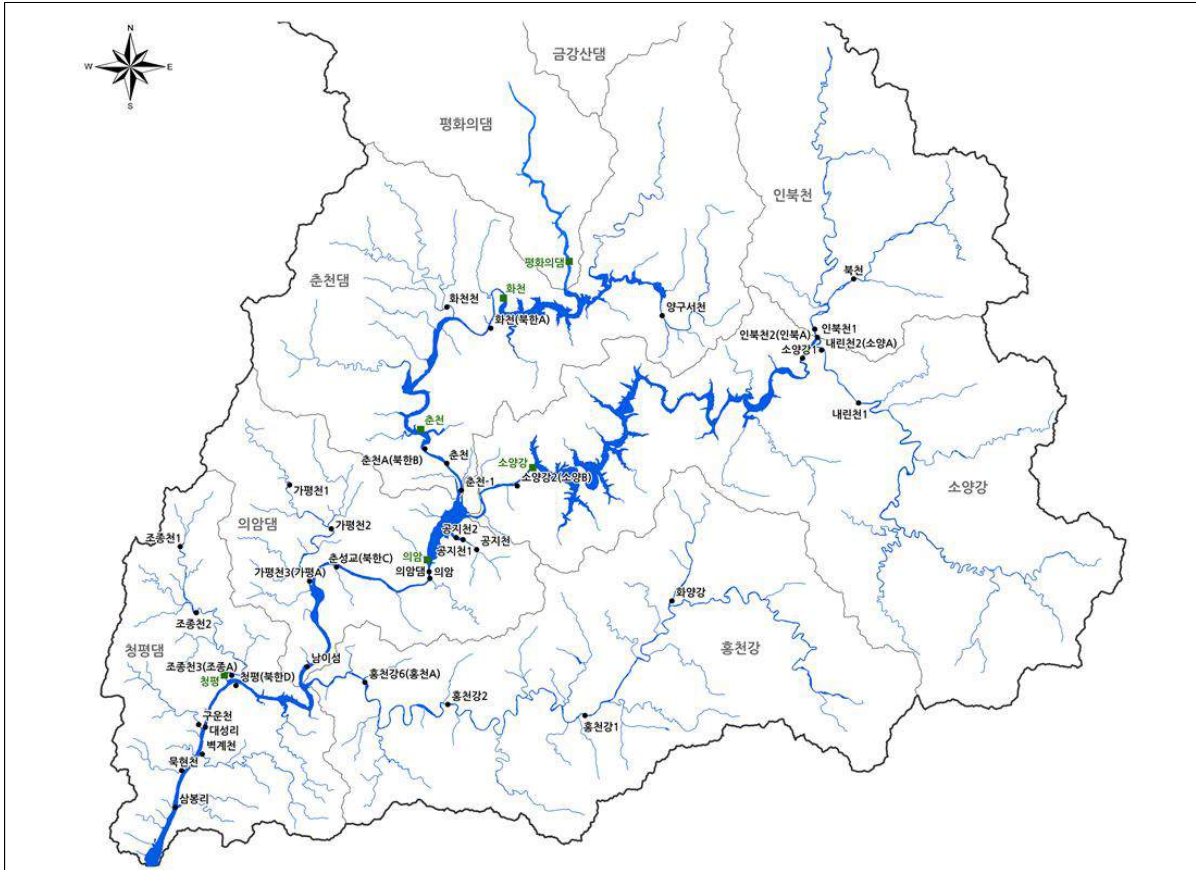 N
W
E
S
금강산댐
평화의댐
인북천
평화의댐
북천
춘천댐
화천
화천천
화천(북한A)
양구서천
인북천1
인북천2(인북A)
내린천2(소양A)
소양강1
내린천1
춘천
춘천A(북한B)
춘천
소양강
소양강2(소양B)
춘천-1
가평천1
소양강
의암댐
가평천2
공지천2
공지천
공지천1
조종천1
춘성교(북한C)
의암
의암댐
의암
가평천3(가평A)
화양강
조종천2
홍천강
청평댐
남이섬
조종천3(조종A)
청평
청평(북한D)
홍천강6(홍천A)
홍천강2
홍천강1
구운천
대성리
벽계천
묵현천
삼봉리